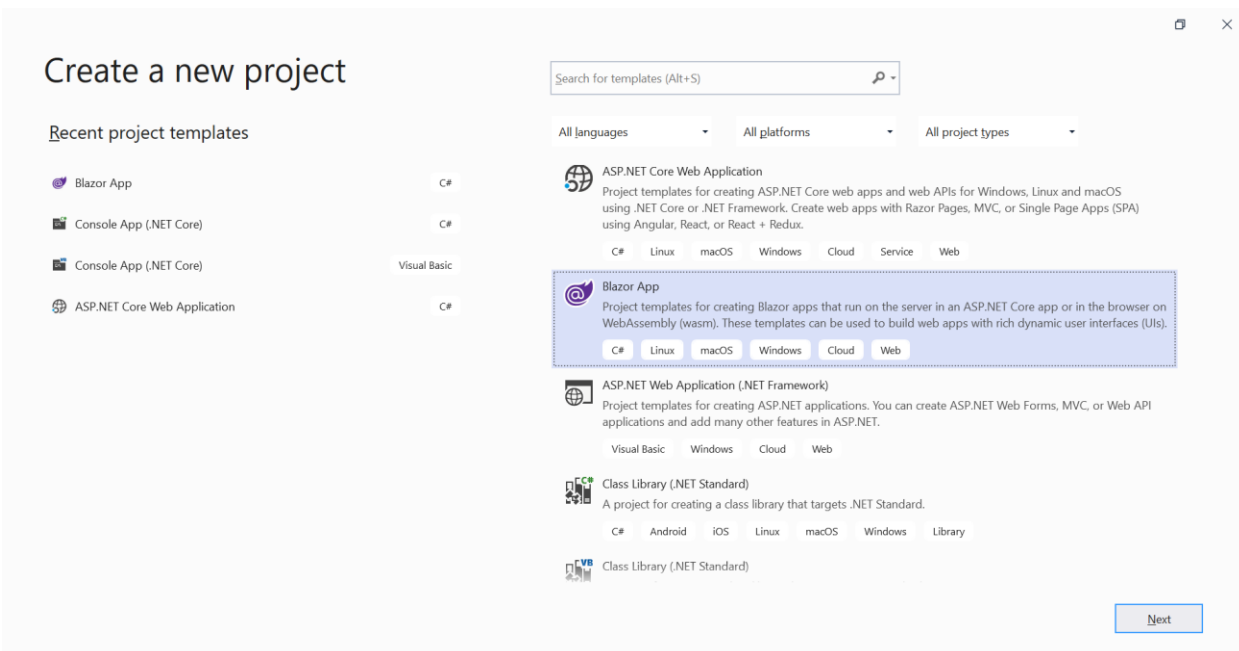 Create a new project
Search for templates (Alt+S)
Recent project templates
All languages
All platforms
All project types
Blazor App
C#
Console App (.NET Core)
C#
Console App (.NET Core)
Visual Basic
ASP.NET Core Web Application
C#
ASP.NET Core Web Application
Project templates for creating ASP.NET Core web apps and web APIs for Windows, Linux and macOS
using .NET Core or .NET Framework. Create web apps with Razor Pages, MVC, or Single Page Apps (SPA)
using Angular, React, or React + Redux.
C# Linux macOS Windows Cloud Service Web
Blazor App
Project templates for creating Blazor apps that run on the server in an ASP.NET Core app or in the browser on
WebAssembly (wasm). These templates can be used to build web apps with rich dynamic user interfaces (UIs).
C# Linux macOS Windows Cloud Web
ASP.NET Web Application (.NET Framework)
Project templates for creating ASP.NET applications. You can create ASP.NET Web Forms, MVC, or Web API
applications and add many other features in ASP.NET.
Visual Basic Windows Cloud Web
Class Library (.NET Standard)
A project for creating a class library that targets .NET Standard.
C# Android iOS Linux macOS Windows Library
Class Library (.NET Standard)
Next